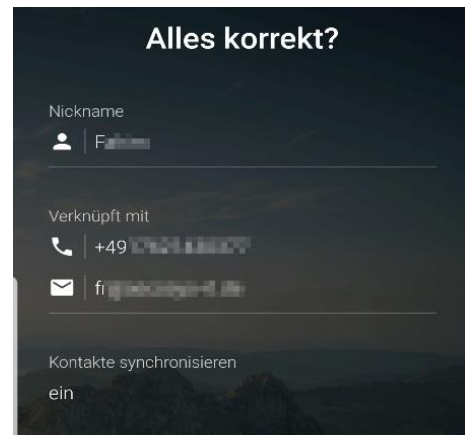 Alles korrekt?
Nickname
Verknüpft mit
+49
Kontakte synchronisieren
ein